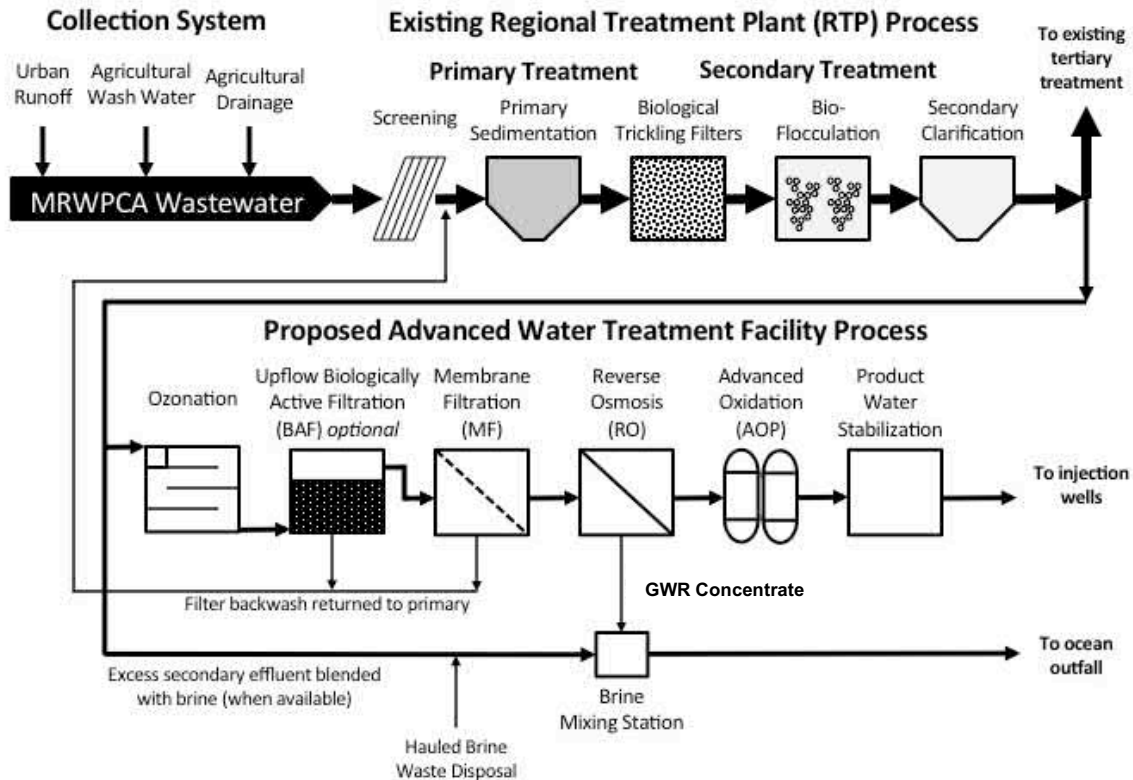 Collection System
Existing Regional Treatment Plant (RTP) Process
To existing
tertiary
treatment
Urban
Runoff
Agricultural
Wash Water
Agricultural
Drainage
Primary Treatment
Secondary Treatment
Screening
Primary
Sedimentation
Biological
Trickling Filters
Bio-
Flocculation
Secondary
Clarification
MRWPCA Wastewater
Proposed Advanced Water Treatment Facility Process
Ozonation
Upflow Biologically
Active Filtration
(BAF) optional
Membrane
Filtration
(MF)
Reverse
Osmosis
(RO)
Advanced
Oxidation
(AOP)
Product
Water
Stabilization
To injection
wells
Filter backwash returned to primary
GWR Concentrate
To ocean
outfall
Excess secondary effluent blended
with brine (when available)
Brine
Mixing Station
Hauled Brine
Waste Disposal